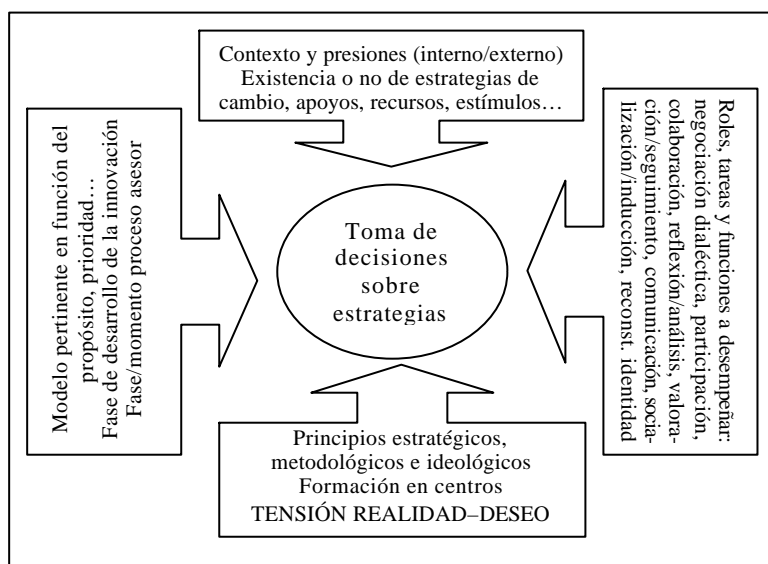 Contexto y presiones (interno/externo)
Existencia o no de estrategias de
cambio, apoyos, recursos, estímulos…
Modelo pertinente en función del
propósito, prioridad…
Fase de desarrollo de la innovación
Fase/momento proceso asesor
Toma de
decisiones
sobre
estrategias
Roles, tareas y funciones a desempeñar:
negociación dialéctica, participación,
colaboración, reflexión/análisis, valora-
ción/seguimiento, comunicación, socia-
lización/inducción, reconst. identidad
Principios estratégicos,
metodológicos e ideológicos
Formación en centros
TENSIÓN REALIDAD–DESEO